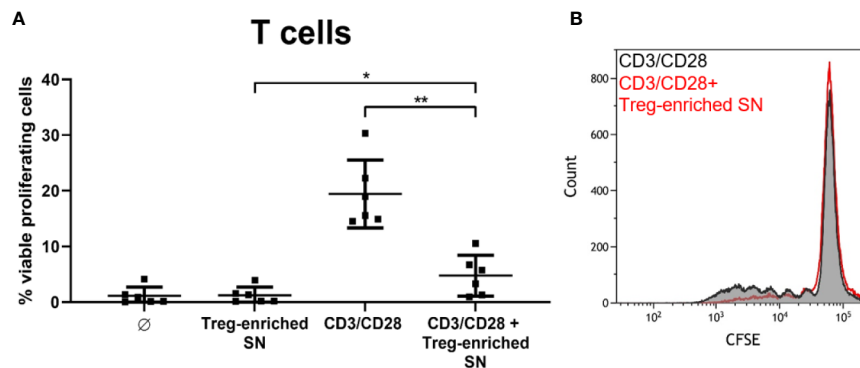 A
T cells
% viable proliferating cells
40
30
20
10
0
*
**
∅
Treg-enriched
SN
CD3/CD28
CD3/CD28 +
Treg-enriched
SN
B
CD3/CD28
CD3/CD28+
Treg-enriched SN
Count
800
600
400
200
0
10²
10³
10⁴
10⁵
CFSE